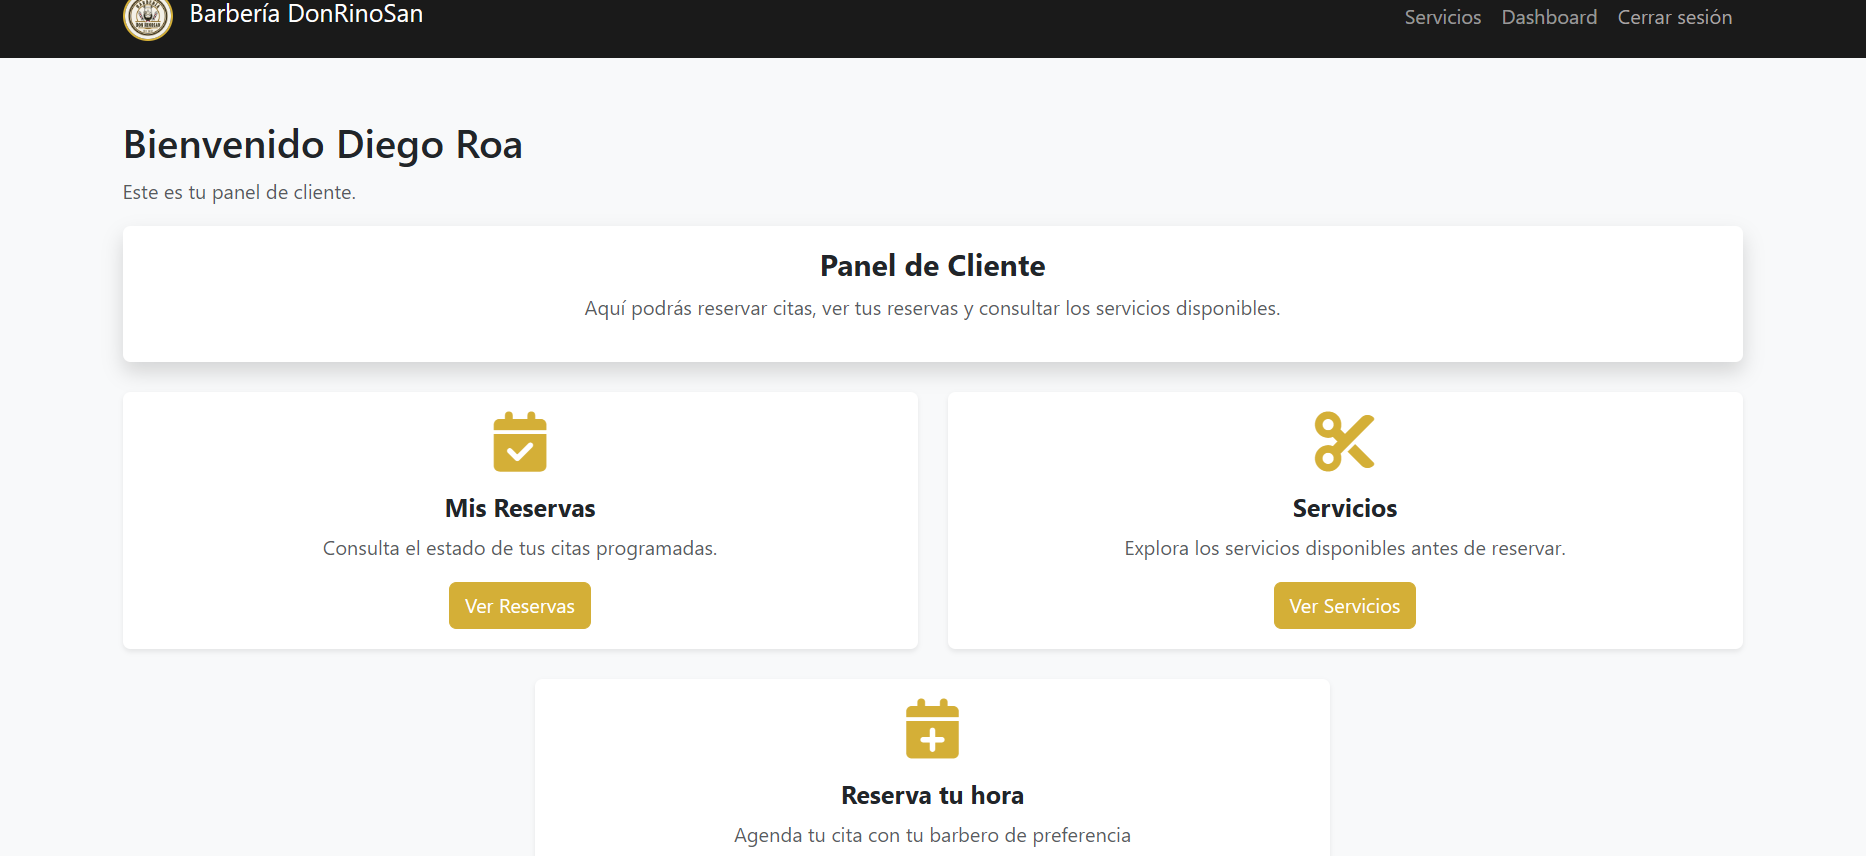 Barbería DonRinoSan
Servicios Dashboard Cerrar sesión
Bienvenido Diego Roa
Este es tu panel de cliente.
Panel de Cliente
Aquí podrás reservar citas, ver tus reservas y consultar los servicios disponibles.
Mis Reservas
Consulta el estado de tus citas programadas.
Ver Reservas
Servicios
Explora los servicios disponibles antes de reservar.
Ver Servicios
Reserva tu hora
Agenda tu cita con tu barbero de preferencia